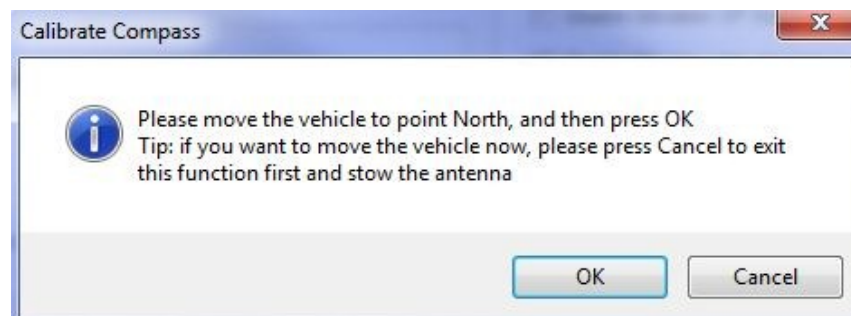 Calibrate Compass
Please move the vehicle to point North, and then press OK
Tip: if you want to move the vehicle now, please press Cancel to exit
this function first and stow the antenna
OK
Cancel